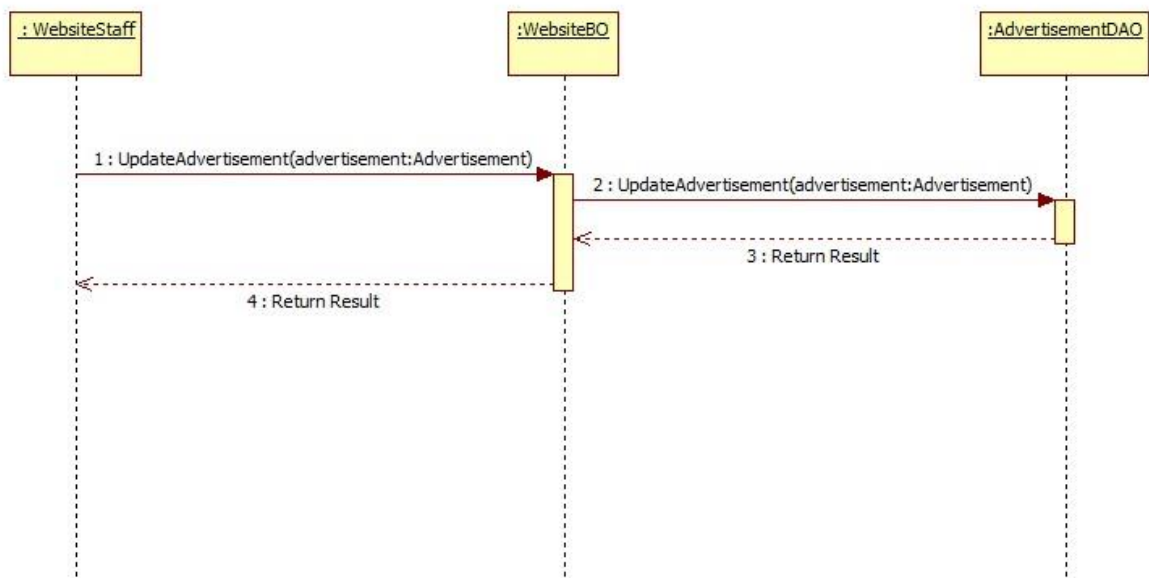 : WebsiteStaff
:WebsiteBO
:AdvertisementDAO
1 : UpdateAdvertisement(advertisement:Advertisement)
2 : UpdateAdvertisement(advertisement:Advertisement)
3 : Return Result
4 : Return Result